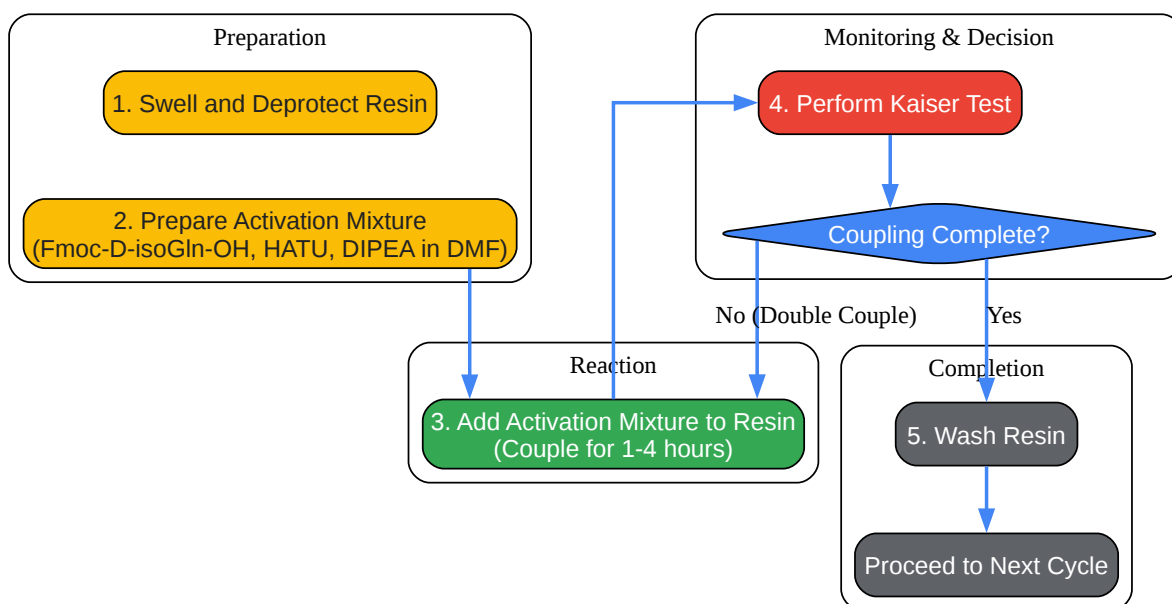 Preparation
1. Swell and Deprotect Resin
2. Prepare Activation Mixture
(Fmoc-D-isoGln-OH, HATU, DIPEA in DMF)
Monitoring & Decision
4. Perform Kaiser Test
Coupling Complete?
No (Double Couple)
Yes
Reaction
3. Add Activation Mixture to Resin
(Couple for 1-4 hours)
Completion
5. Wash Resin
Proceed to Next Cycle